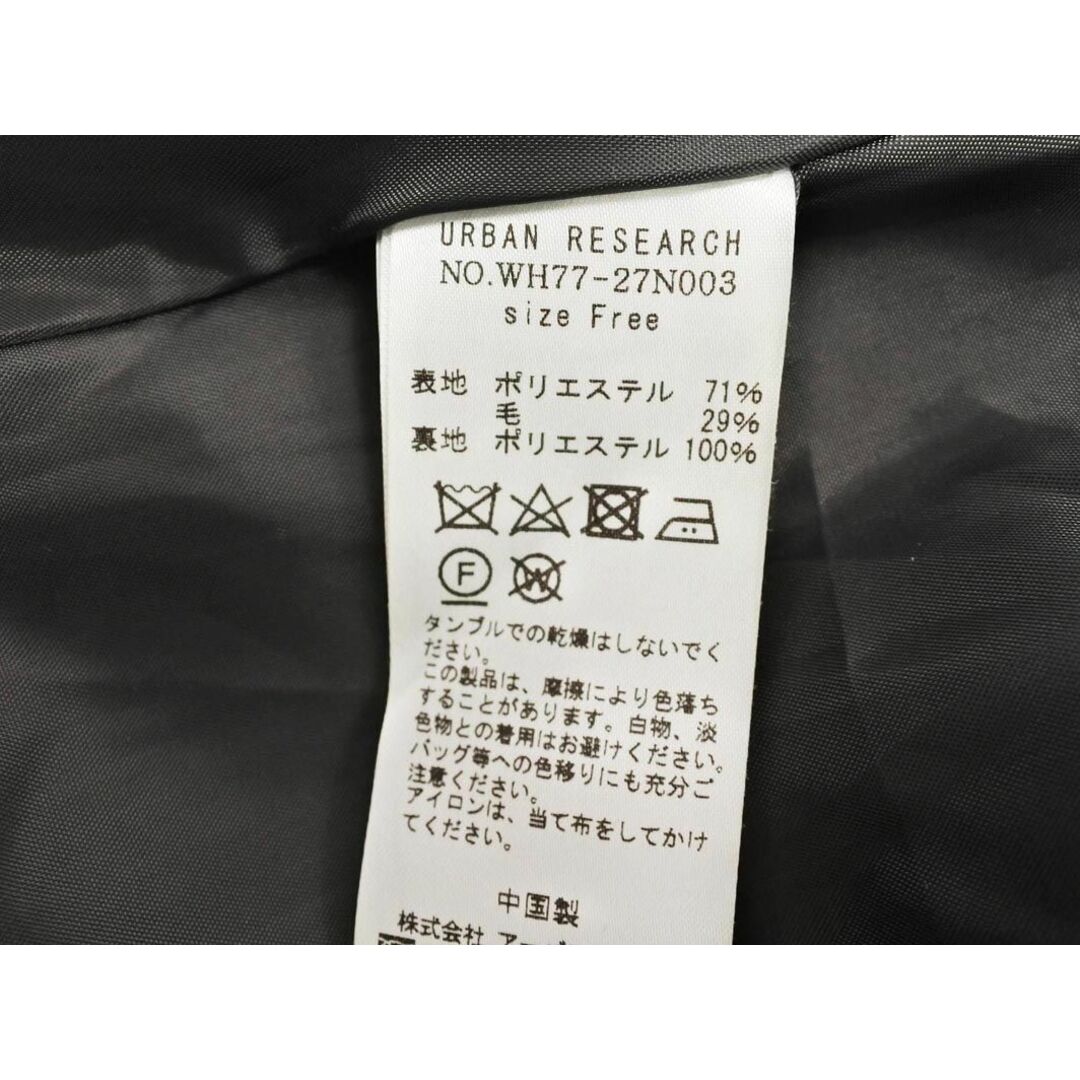 URBAN RESEARCH
NO.WH77-27N003
size Free
表地 ポリエステル 71%
毛 29%
裏地 ポリエステル 100%
F
W
タンブルでの乾燥はしないでく
ださい。
この製品は、摩擦により色落ち
することがあります。白物、淡
色物との着用はお避けください。
バッグ等への色移りにも充分ご
注意ください。
アイロンは、当て布をしてかけ
てください。
中国製
株式会社